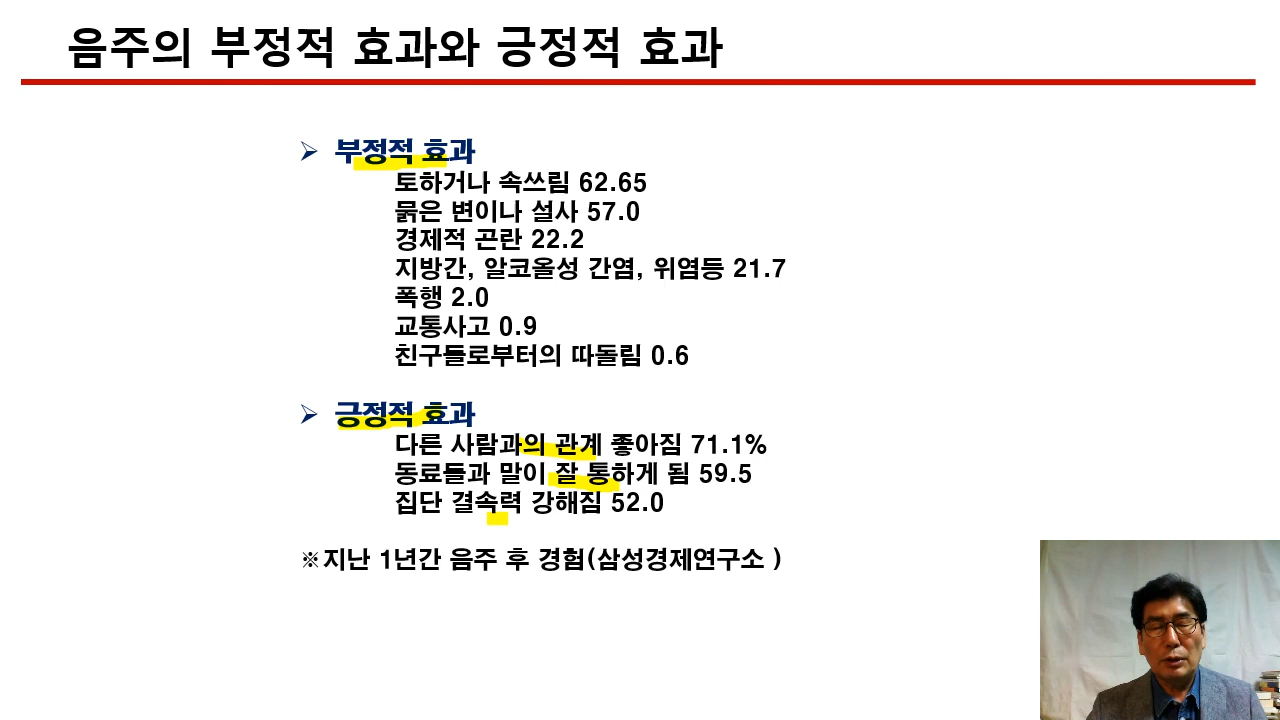 음주의 부정적 효과와 긍정적 효과
➢ 부정적 효과
토하거나 속쓰림 62.65
묽은 변이나 설사 57.0
경제적 곤란 22.2
지방간, 알코올성 간염, 위염등 21.7
폭행 2.0
교통사고 0.9
친구들로부터의 따돌림 0.6
➢ 긍정적 효과
다른 사람과의 관계 좋아짐 71.1%
동료들과 말이 잘 통하게 됨 59.5
집단 결속력 강해짐 52.0
※지난 1년간 음주 후 경험(삼성경제연구소 )